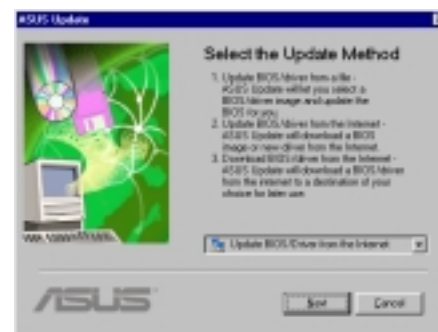 ASUS Update
Select the Update Method
1. Update BIOS/driver from a file -
ASUS Update will let you select a
BIOS/driver image and update the
BIOS for you.
2. Update BIOS/driver from the Internet -
ASUS Update will download a BIOS
image or new driver from the Internet.
3. Download BIOS/driver from the Internet -
ASUS Update will download a BIOS/driver
from the internet to a destination of your
choice for later use.
Update BIOS/Driver from the Internet
ASUS
Next
Cancel